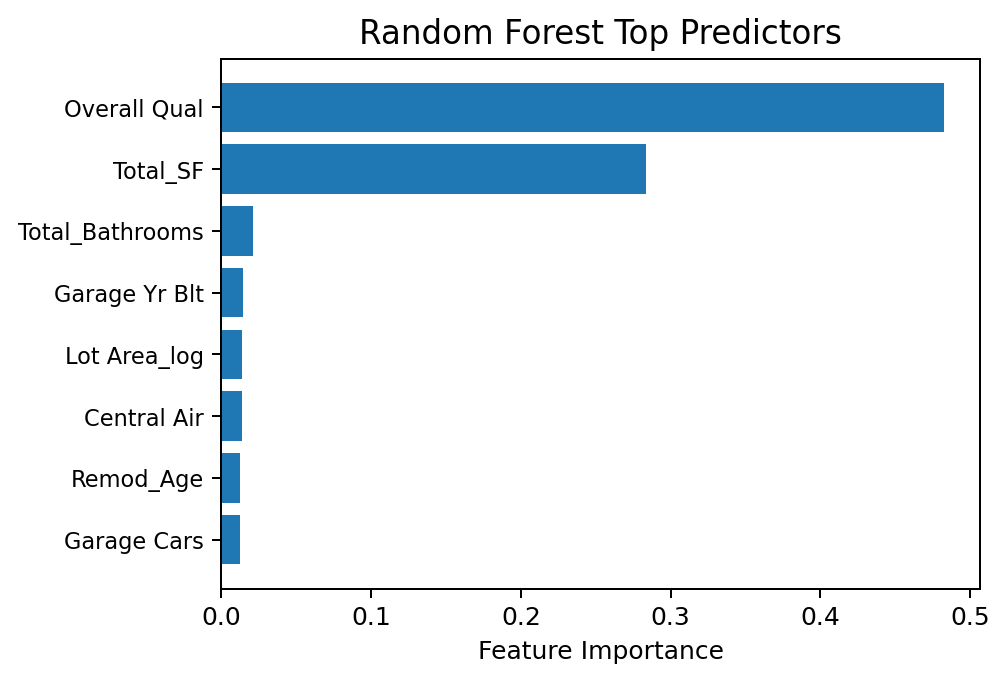 Random Forest Top Predictors
Overall Qual
Total_SF
Total_Bathrooms
Garage Yr Blt
Lot Area_log
Central Air
Remod_Age
Garage Cars
0.0 0.1 0.2 0.3 0.4 0.5
Feature Importance